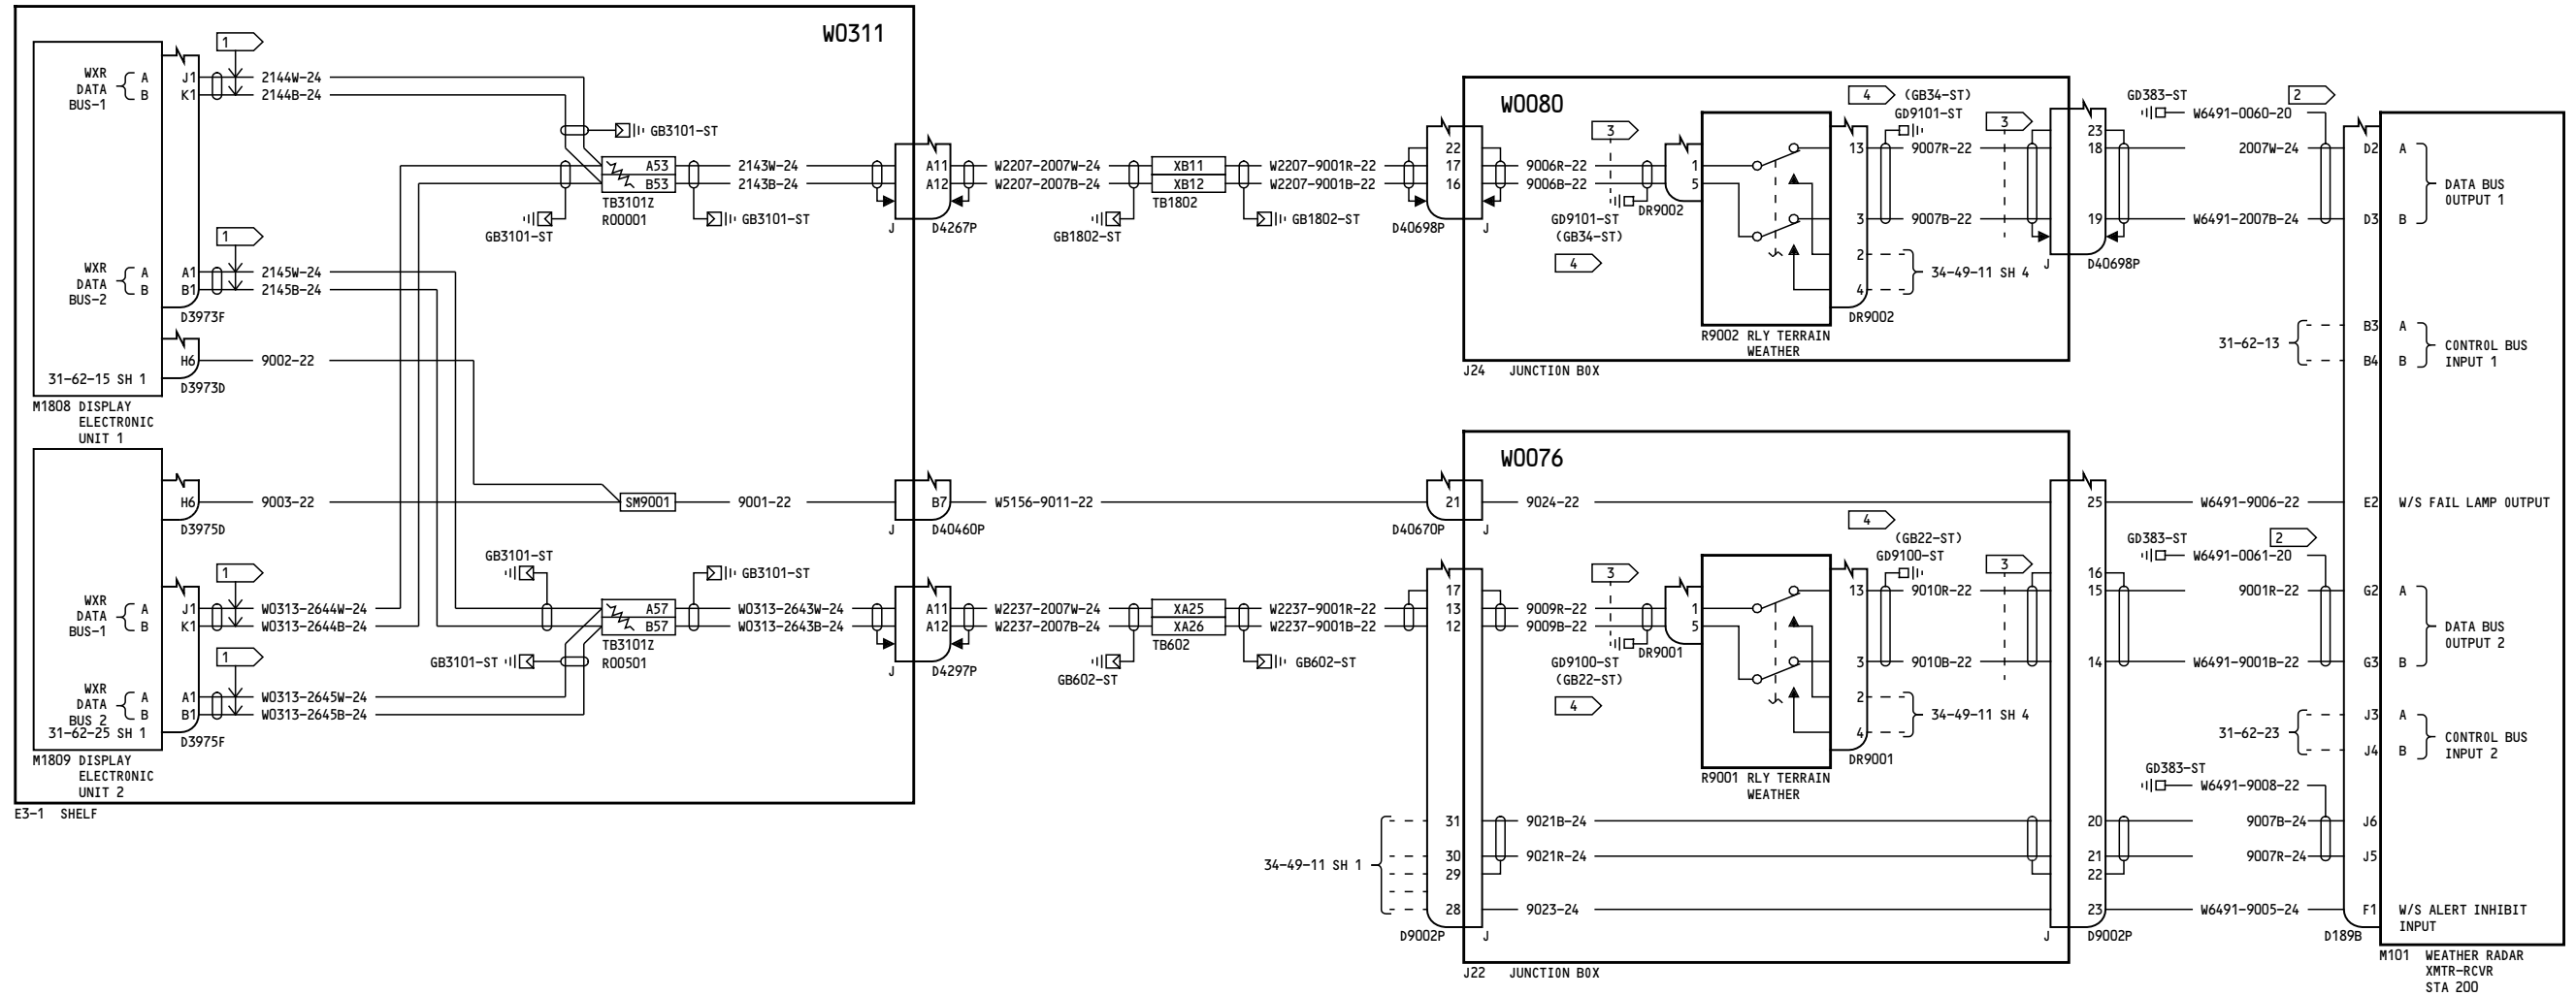 W0311
1
WXR
DATA
BUS-1
A
B
J1
K1
2144W-24
2144B-24
GB3101-ST
A53
B53
TB3101Z
R00001
2143W-24
2143B-24
GB3101-ST
GB3101-ST
A11
A12
J
D4267P
1
WXR
DATA
BUS-2
A
B
A1
B1
2145W-24
2145B-24
D3973F
H6
9002-22
D3973D
31-62-15 SH 1
M1808 DISPLAY
ELECTRONIC
UNIT 1
H6
9003-22
D3975D
SM9001
9001-22
B7
J
D40460P
GB3101-ST
GB3101-ST
1
WXR
DATA
BUS-1
A
B
J1
K1
W0313-2644W-24
W0313-2644B-24
A57
B57
TB3101Z
R00501
W0313-2643W-24
W0313-2643B-24
A11
A12
J
D4297P
GB3101-ST
1
WXR
DATA
BUS 2
A
B
A1
B1
W0313-2645W-24
W0313-2645B-24
31-62-25 SH 1
D3975F
M1809 DISPLAY
ELECTRONIC
UNIT 2
E3-1 SHELF
W2207-2007W-24
W2207-2007B-24
XB11
XB12
TB1802
GB1802-ST
GB1802-ST
W2207-9001R-22
W2207-9001B-22
22
17
16
D40698P
J
W5156-9011-22
21
D40670P
J
W2237-2007W-24
W2237-2007B-24
XA25
XA26
TB602
GB602-ST
GB602-ST
W2237-9001R-22
W2237-9001B-22
17
13
12
34-49-11 SH 1
31
30
29
28
D9002P
J
W0080
9006R-22
9006B-22
3
GD9101-ST
(GB34-ST)
4
1
5
DR9002
4
(GB34-ST)
GD9101-ST
13
3
2
4
9007R-22
9007B-22
34-49-11 SH 4
DR9002
R9002 RLY TERRAIN
WEATHER
3
23
18
19
J
D40698P
J24 JUNCTION BOX
W0076
9024-22
25
4
(GB22-ST)
GD9100-ST
3
9009R-22
9009B-22
GD9100-ST
(GB22-ST)
4
1
5
DR9001
13
3
2
4
9010R-22
9010B-22
34-49-11 SH 4
DR9001
R9001 RLY TERRAIN
WEATHER
3
16
15
14
9021B-24
9021R-24
9023-24
20
21
22
23
J
D9002P
J22 JUNCTION BOX
GD383-ST
2
W6491-0060-20
2007W-24
W6491-2007B-24
D2
D3
A
B
DATA BUS
OUTPUT 1
31-62-13
B3
B4
A
B
CONTROL BUS
INPUT 1
W6491-9006-22
E2
W/S FAIL LAMP OUTPUT
GD383-ST
2
W6491-0061-20
9001R-22
W6491-9001B-22
G2
G3
A
B
DATA BUS
OUTPUT 2
31-62-23
J3
J4
A
B
CONTROL BUS
INPUT 2
GD383-ST
W6491-9008-22
9007B-24
9007R-24
J6
J5
W6491-9005-24
F1
W/S ALERT INHIBIT
INPUT
D189B
M101 WEATHER RADAR
XMTR-RCVR
STA 200